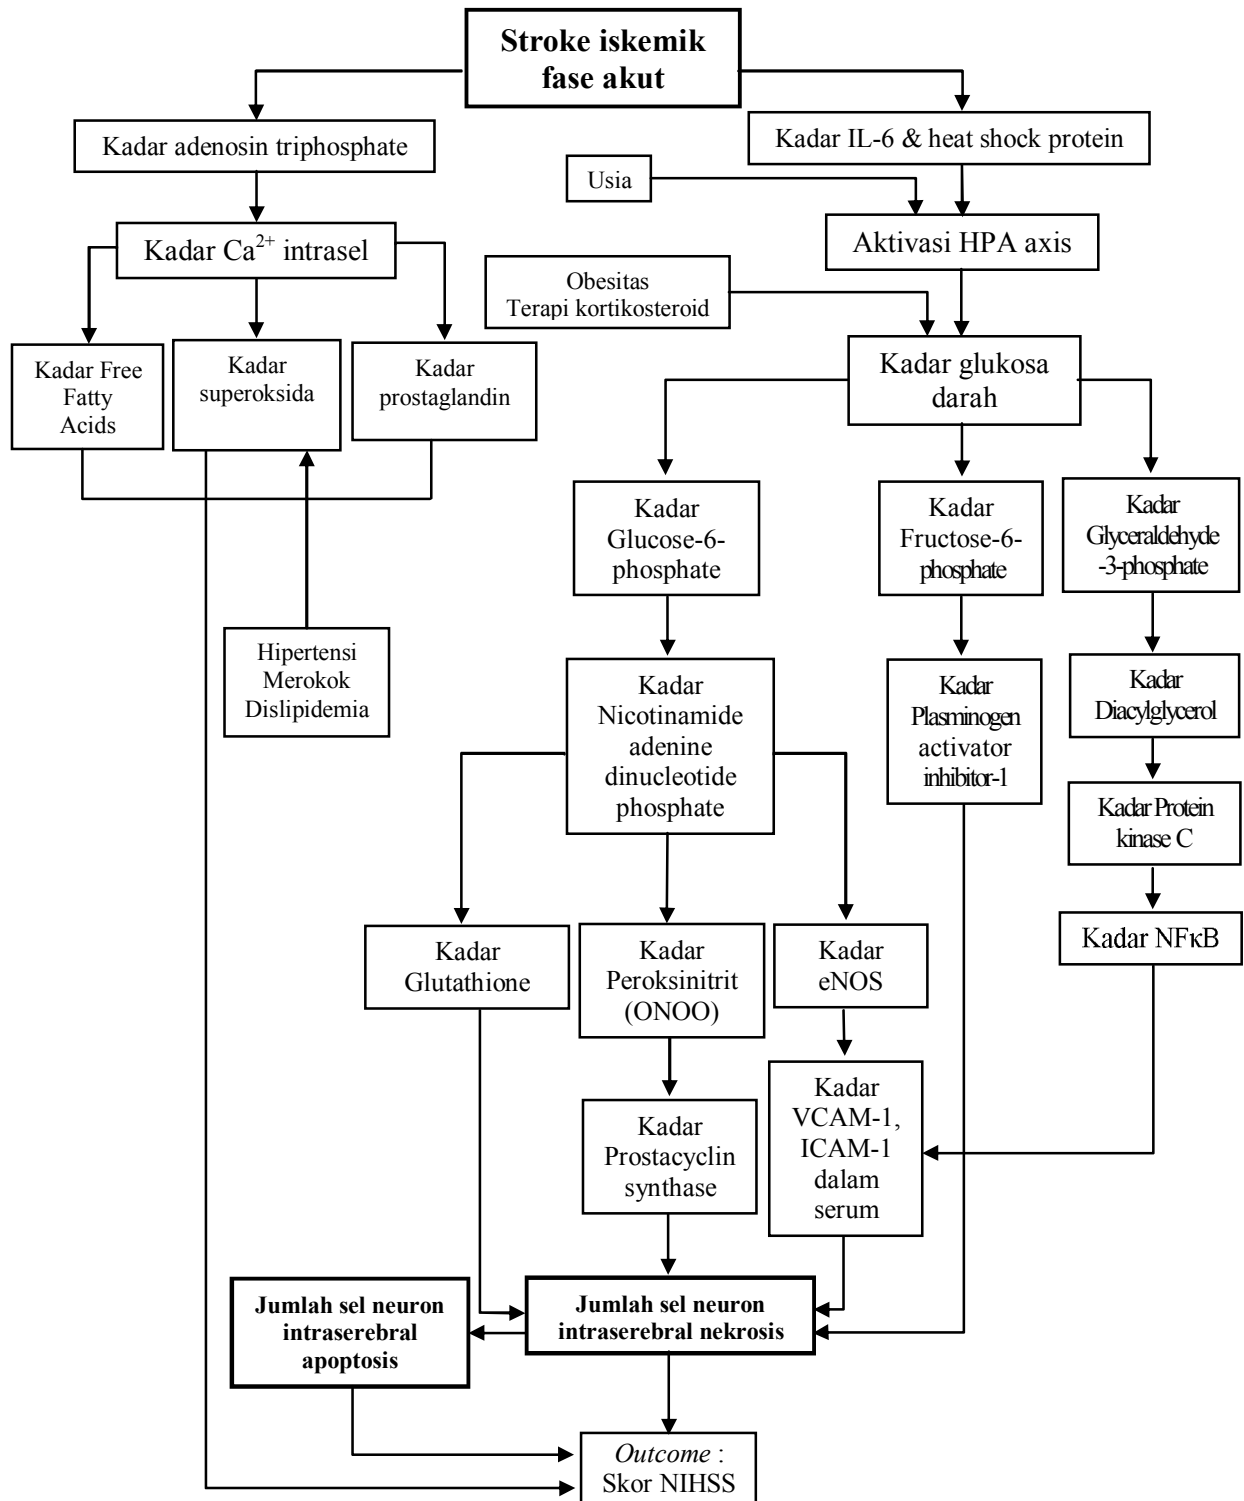 Stroke iskemik
fase akut
Kadar adenosin triphosphate
Kadar IL-6 & heat shock protein
Usia
Kadar Ca²⁺ intrasel
Aktivasi HPA axis
Obesitas
Terapi kortikosteroid
Kadar Free
Fatty
Acids
Kadar
superoksida
Kadar
prostaglandin
Kadar glukosa
darah
Kadar
Glucose-6-
phosphate
Kadar
Fructose-6-
phosphate
Kadar
Glyceraldehyde
-3-phosphate
Hipertensi
Merokok
Dislipidemia
Kadar
Nicotinamide
adenine
dinucleotide
phosphate
Kadar
Plasminogen
activator
inhibitor-1
Kadar
Diacylglycerol
Kadar Protein
kinase C
Kadar
Glutathione
Kadar
Peroksinitrit
(ONOO)
Kadar
eNOS
Kadar NFκB
Kadar
Prostacyclin
synthase
Kadar
VCAM-1,
ICAM-1
dalam
serum
Jumlah sel neuron
intraserebral
apoptosis
Jumlah sel neuron
intraserebral nekrosis
Outcome :
Skor NIHSS